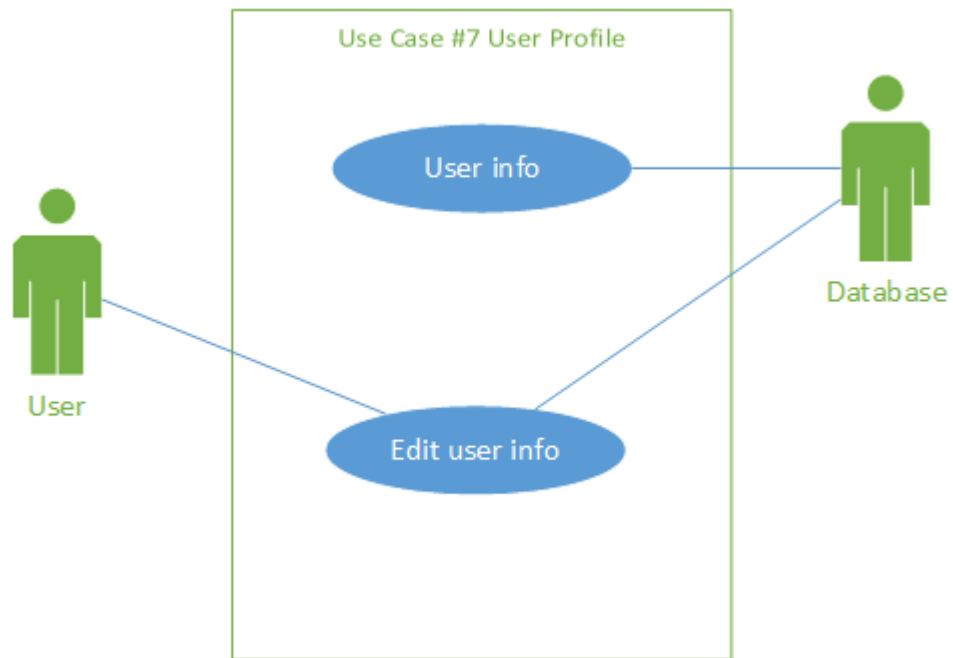 Use Case #7 User Profile
User info
Database
User
Edit user info